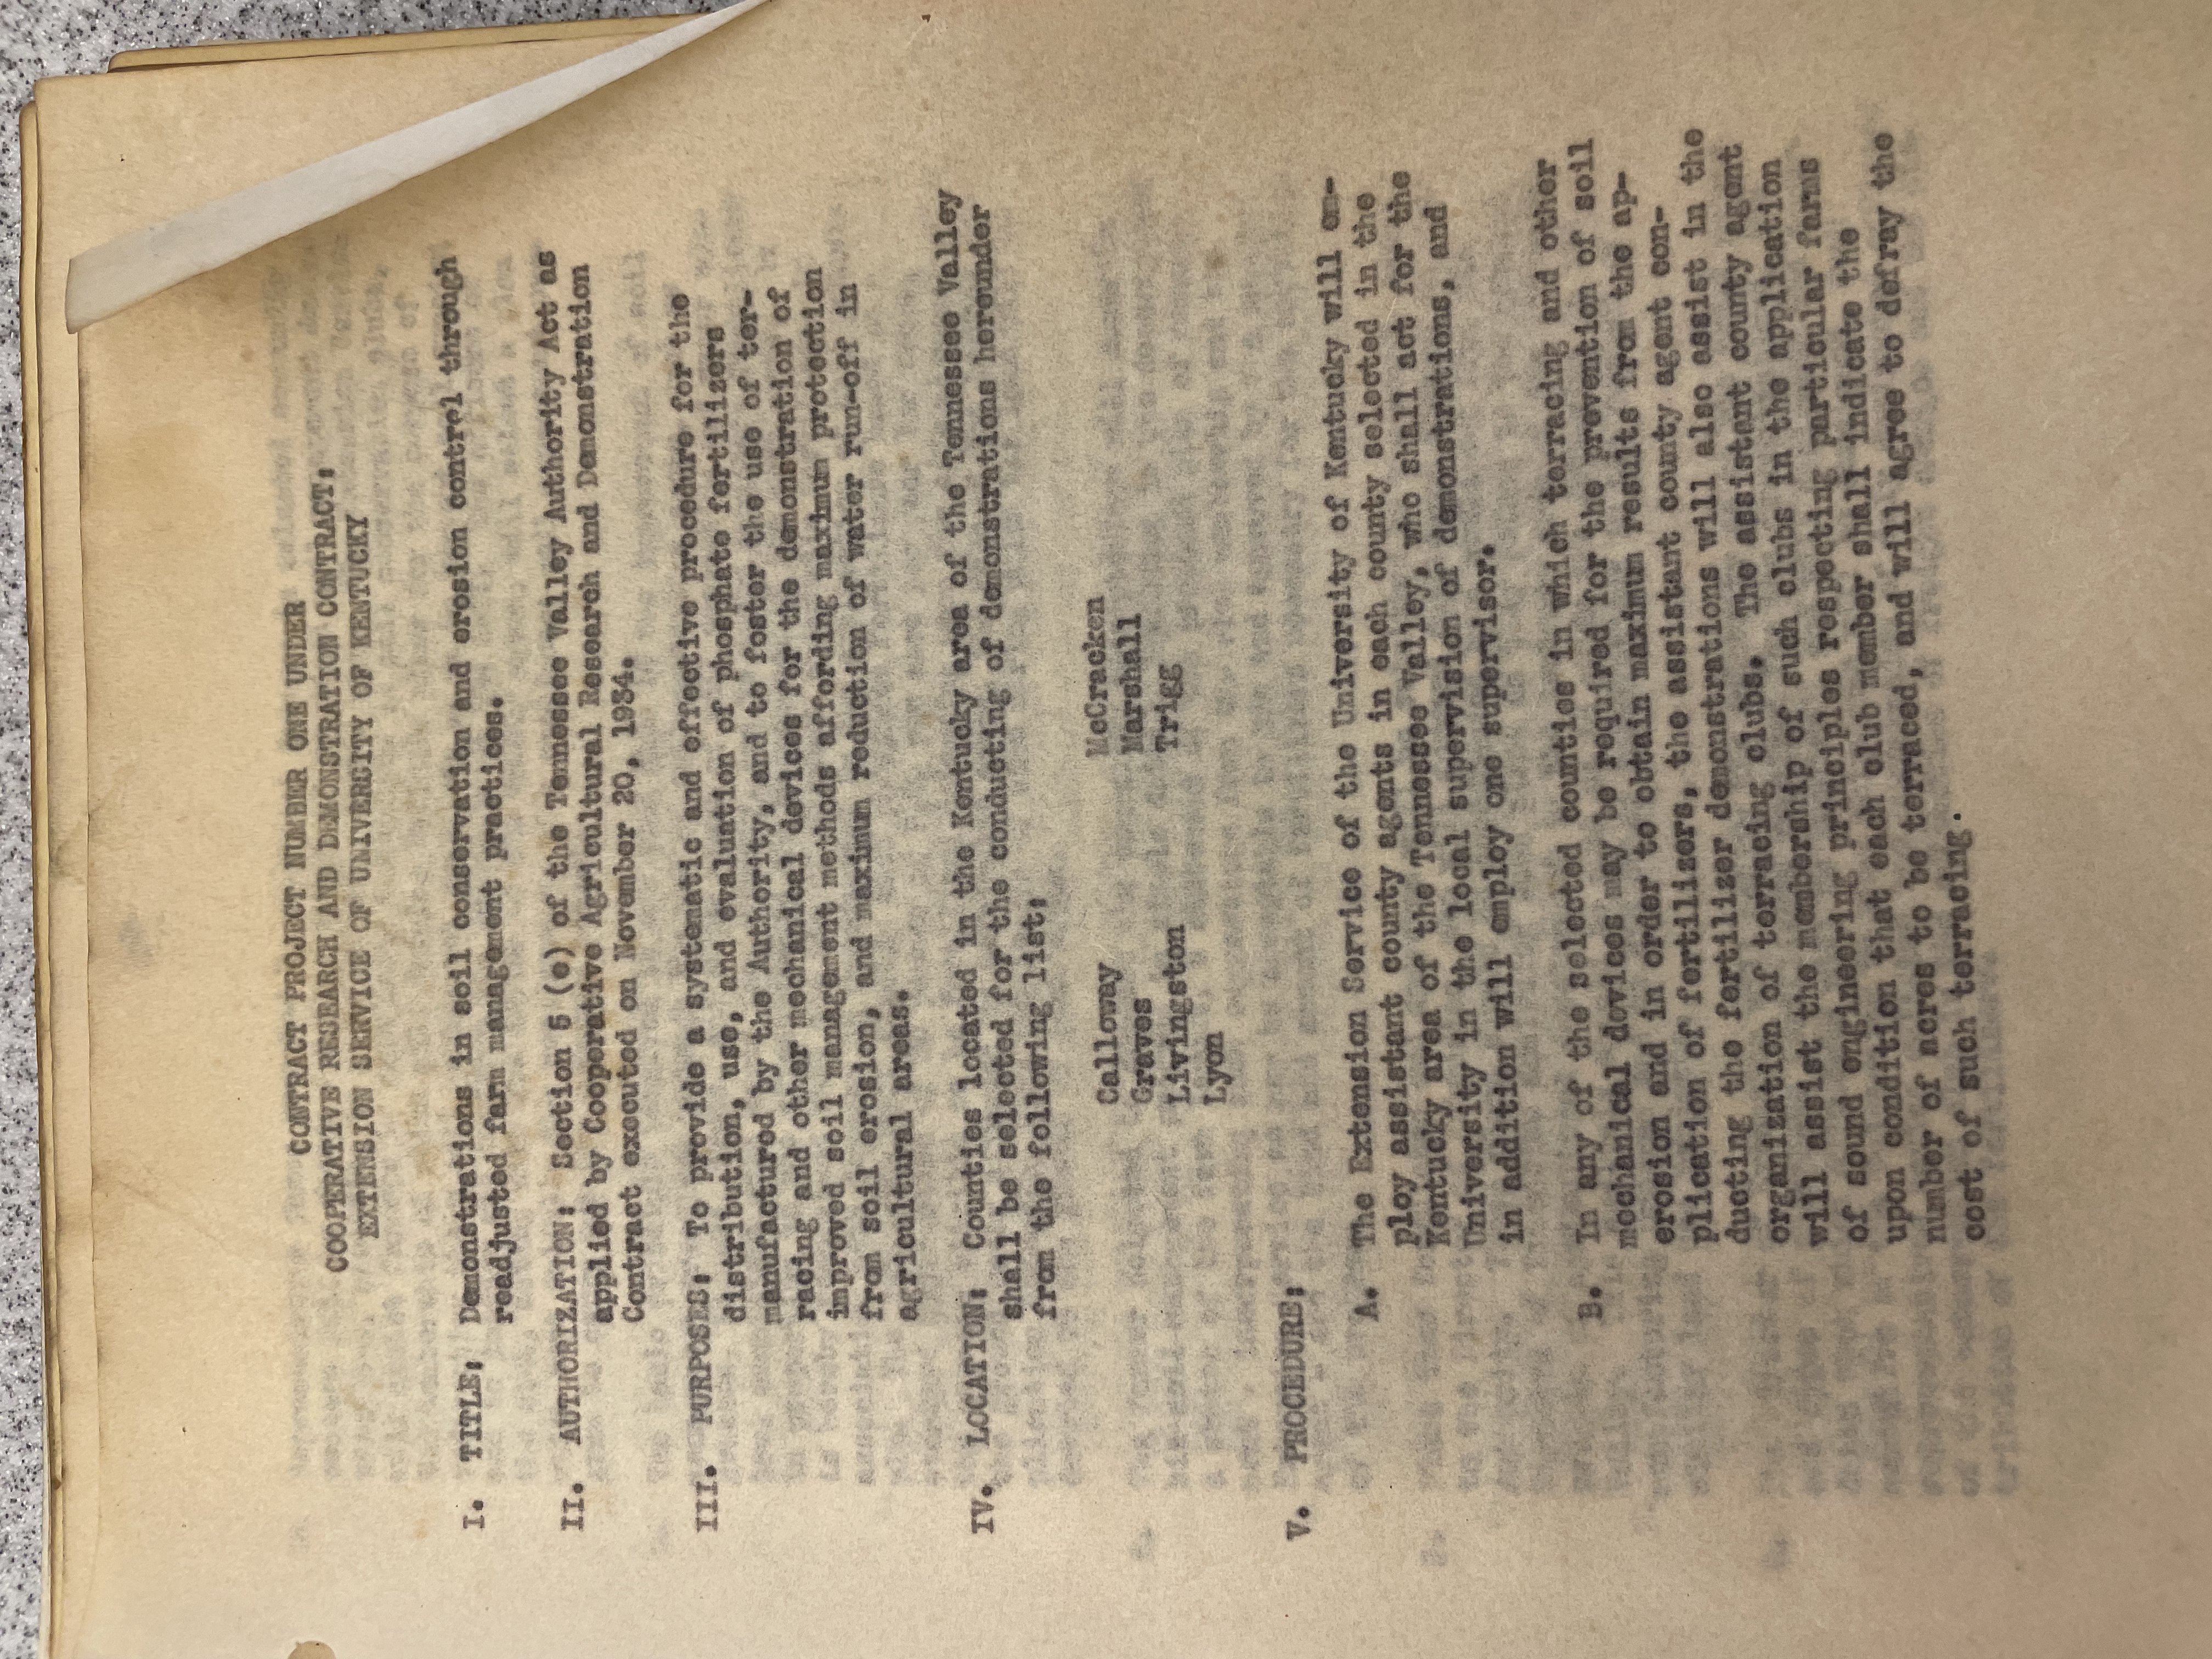 CONTRACT PROJECT NUMBER ONE UNDER
COOPERATIVE RESEARCH AND DEMONSTRATION CONTRACT:
EXTENSION SERVICE OF UNIVERSITY OF KENTUCKY
I. TITLE: Demonstrations in soil conservation and erosion control through
readjusted farm management practices.
II. AUTHORIZATION: Section 5 (e) of the Tennessee Valley Authority Act as
applied by Cooperative Agricultural Research and Demonstration
Contract executed on November 20, 1934.
III. PURPOSES: To provide a systematic and effective procedure for the
distribution, use, and evaluation of phosphate fertilizers
manufactured by the Authority, and to foster the use of ter-
racing and other mechanical devices for the demonstration of
improved soil management methods affording maximum protection
from soil erosion, and maximum reduction of water run-off in
agricultural areas.
IV. LOCATION: Counties located in the Kentucky area of the Tennessee Valley
shall be selected for the conducting of demonstrations hereunder
from the following list:
Calloway McCracken
Graves Marshall
Livingston Trigg
Lyon
V. PROCEDURE:
A. The Extension Service of the University of Kentucky will em-
ploy assistant county agents in each county selected in the
Kentucky area of the Tennessee Valley, who shall act for the
University in the local supervision of demonstrations, and
in addition will employ one supervisor.
B. In any of the selected counties in which terracing and other
mechanical devices may be required for the prevention of soil
erosion and in order to obtain maximum results from the ap-
plication of fertilizers, the assistant county agent con-
ducting the fertilizer demonstrations will also assist in the
organization of terracing clubs. The assistant county agent
will assist the membership of such clubs in the application
of sound engineering principles respecting particular farms
upon condition that each club member shall indicate the
number of acres to be terraced, and will agree to defray the
cost of such terracing.